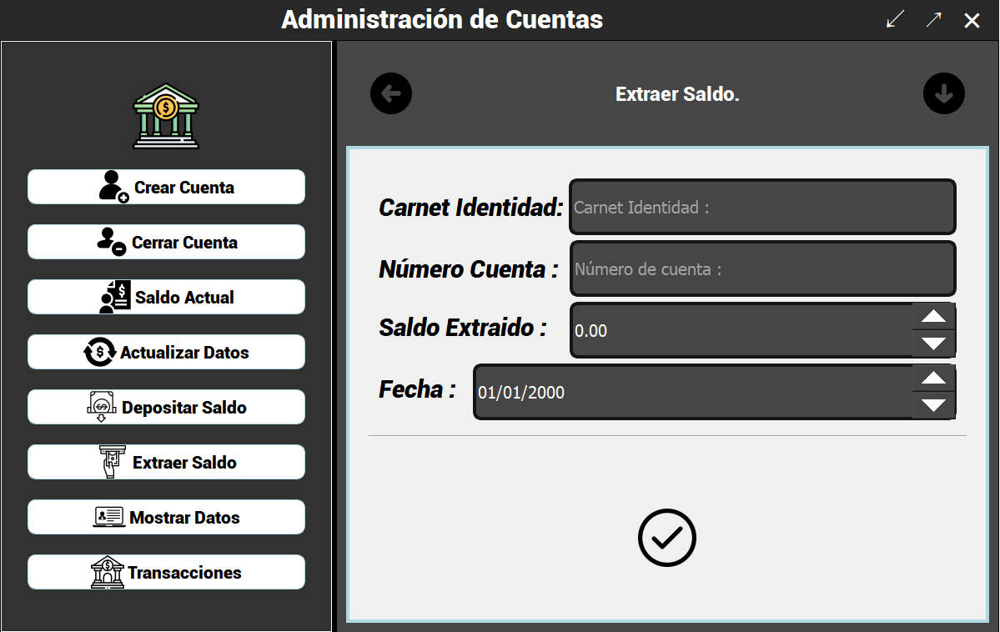 Administración de Cuentas
Crear Cuenta
Cerrar Cuenta
Saldo Actual
Actualizar Datos
Depositar Saldo
Extraer Saldo
Mostrar Datos
Transacciones
Extraer Saldo.
Carnet Identidad: Carnet Identidad :
Número Cuenta : Número de cuenta :
Saldo Extraido : 0.00
Fecha : 01/01/2000